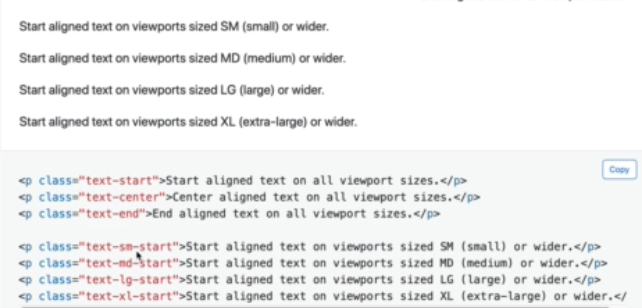 Start aligned text on viewports sized SM (small) or wider.
Start aligned text on viewports sized MD (medium) or wider.
Start aligned text on viewports sized LG (large) or wider.
Start aligned text on viewports sized XL (extra-large) or wider.
Copy
<p class="text-start">Start aligned text on all viewport sizes.</p>
<p class="text-center">Center aligned text on all viewport sizes.</p>
<p class="text-end">End aligned text on all viewport sizes.</p>
<p class="text-sm-start">Start aligned text on viewports sized SM (small) or wider.</p>
<p class="text-md-start">Start aligned text on viewports sized MD (medium) or wider.</p>
<p class="text-lg-start">Start aligned text on viewports sized LG (large) or wider.</p>
<p class="text-xl-start">Start aligned text on viewports sized XL (extra-large) or wider.</